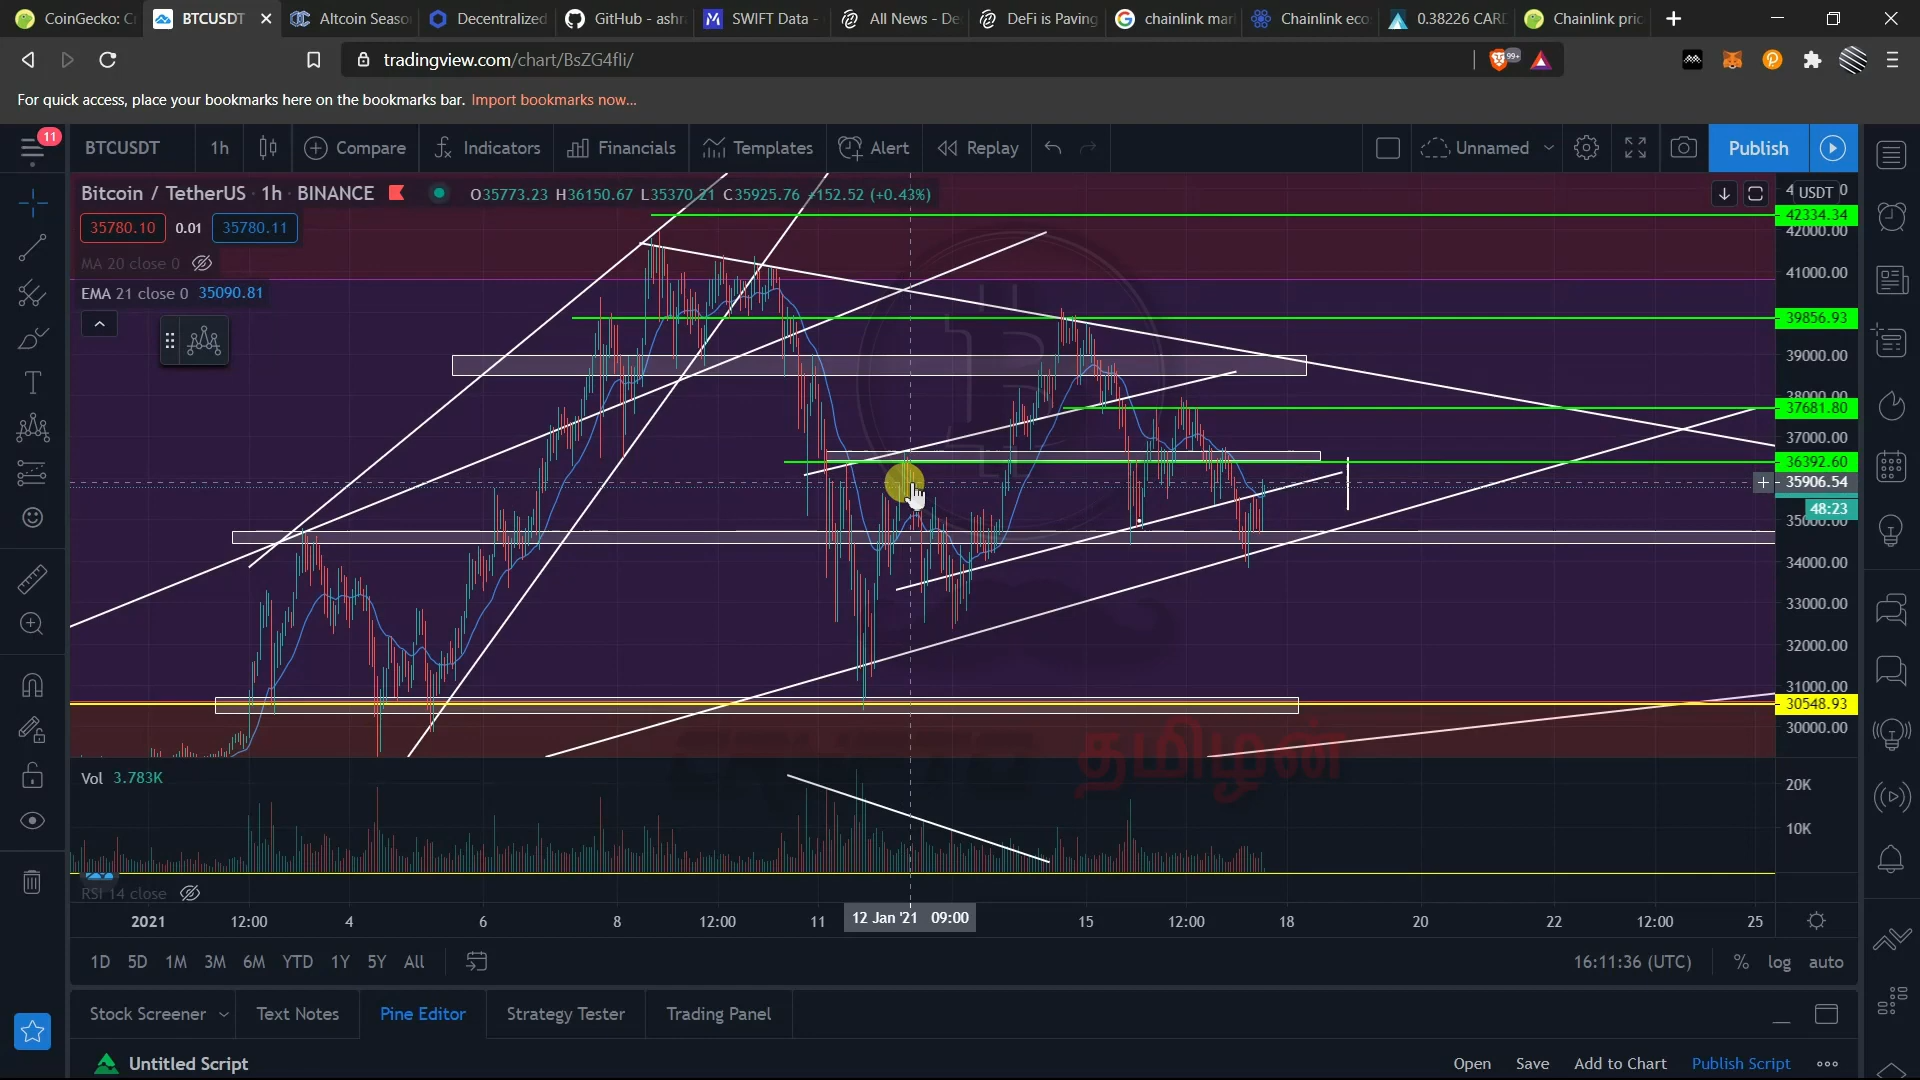 CoinGecko: C
BTCUSDT
Altcoin Seaso
Decentralized
GitHub - ashra
SWIFT Data -
All News - De
DeFi is Paving
chainlink mar
Chainlink eco
0.38226 CARD
Chainlink pric
tradingview.com/chart/BsZG4fli/
99+
For quick access, place your bookmarks here on the bookmarks bar. Import bookmarks now...
11
BTCUSDT
1h
Compare
Indicators
Financials
Templates
Alert
Replay
Unnamed
Publish
Bitcoin / TetherUS · 1h · BINANCE
O35773.23 H36150.67 L35370.21 C35925.76 +152.52 (+0.43%)
USDT
35780.10
0.01
35780.11
MA 20 close 0
EMA 21 close 0 35090.81
42334.34
42000.00
41000.00
39856.93
39000.00
38000.00
37681.80
37000.00
36392.60
35906.54
48:23
35000.00
34000.00
33000.00
32000.00
31000.00
30548.93
30000.00
தமிழன்
Vol 3.783K
20K
10K
RSI 14 close
2021
12:00
4
6
8
12:00
11
12 Jan '21 09:00
15
12:00
18
20
22
12:00
25
1D 5D 1M 3M 6M YTD 1Y 5Y All
16:11:36 (UTC)
% log auto
Stock Screener
Text Notes
Pine Editor
Strategy Tester
Trading Panel
Untitled Script
Open
Save
Add to Chart
Publish Script